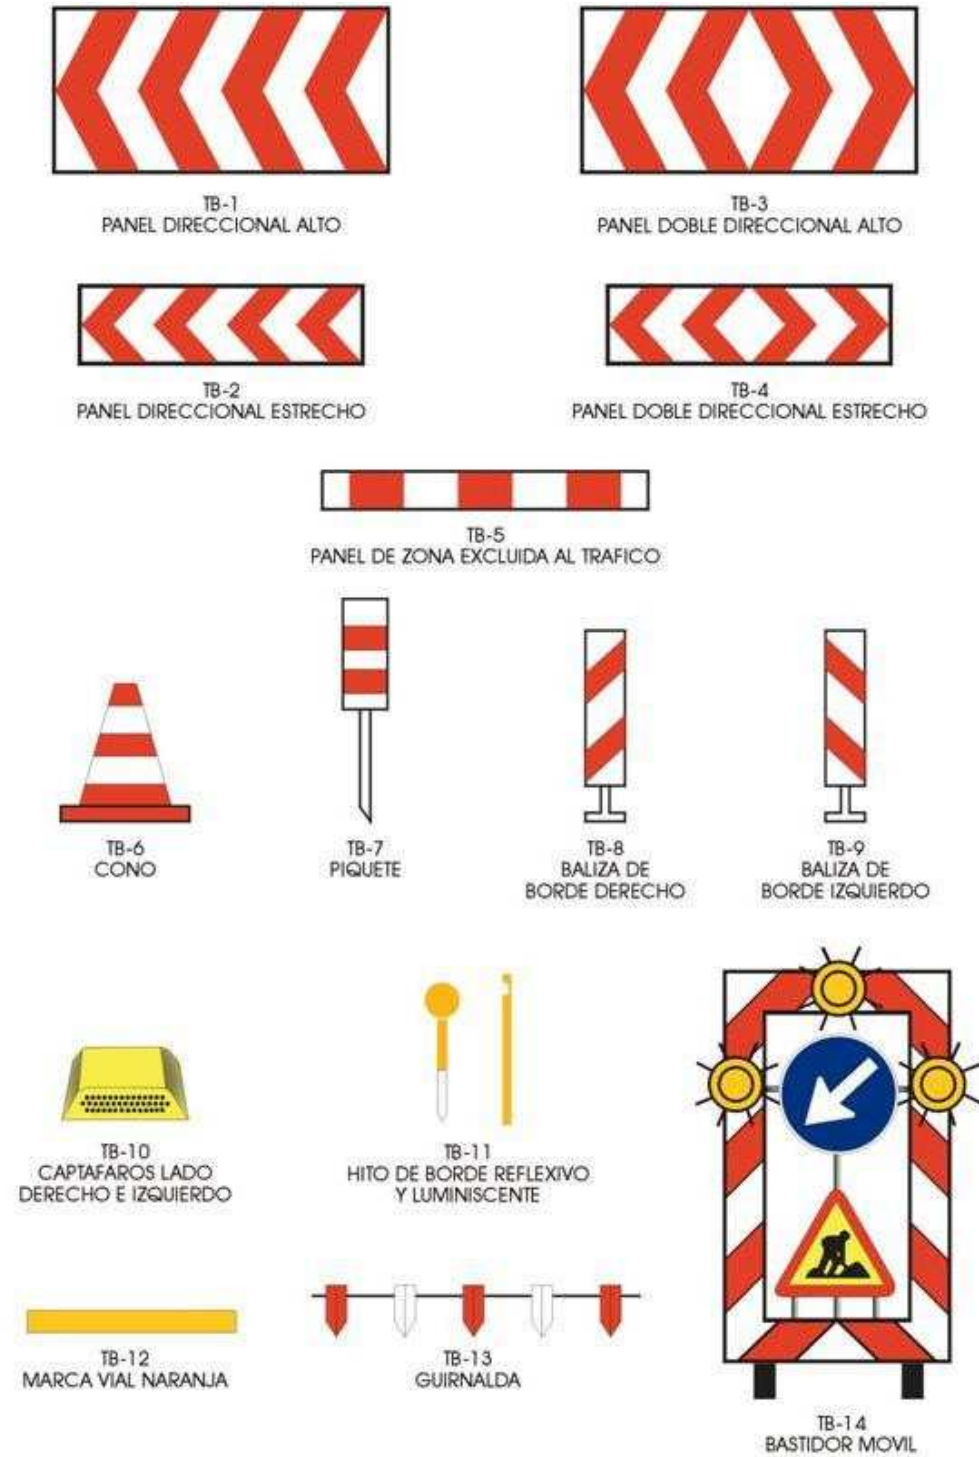 TB-1
PANEL DIRECCIONAL ALTO
TB-3
PANEL DOBLE DIRECCIONAL ALTO
TB-2
PANEL DIRECCIONAL ESTRECHO
TB-4
PANEL DOBLE DIRECCIONAL ESTRECHO
TB-5
PANEL DE ZONA EXCLUIDA AL TRAFICO
TB-6
CONO
TB-7
PIQUETE
TB-8
BALIZA DE
BORDE DERECHO
TB-9
BALIZA DE
BORDE IZQUIERDO
TB-10
CAPTAFAROS LADO
DERECHO E IZQUIERDO
TB-11
HITO DE BORDE REFLEXIVO
Y LUMINISCENTE
TB-12
MARCA VIAL NARANJA
TB-13
GUIRNALDA
TB-14
BASTIDOR MOVIL